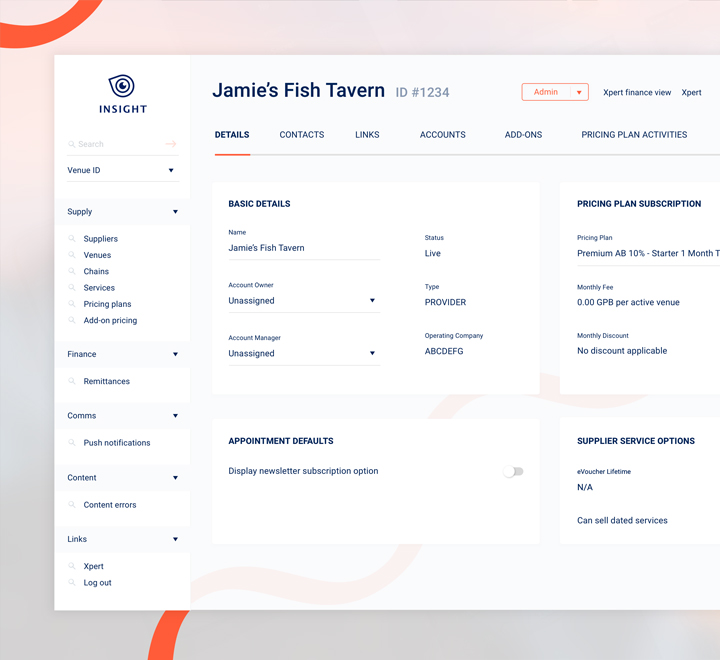 INSIGHT
Search
Venue ID
Supply
Suppliers
Venues
Chains
Services
Pricing plans
Add-on pricing
Finance
Remittances
Comms
Push notifications
Content
Content errors
Links
Xpert
Log out
Jamie's Fish Tavern ID #1234
Admin
Xpert finance view Xpert
DETAILS CONTACTS LINKS ACCOUNTS ADD-ONS PRICING PLAN ACTIVITIES
BASIC DETAILS
Name
Jamie's Fish Tavern
Account Owner
Unassigned
Account Manager
Unassigned
Status
Live
Type
PROVIDER
Operating Company
ABCDEFG
PRICING PLAN SUBSCRIPTION
Pricing Plan
Premium AB 10% - Starter 1 Month T
Monthly Fee
0.00 GPB per active venue
Monthly Discount
No discount applicable
APPOINTMENT DEFAULTS
Display newsletter subscription option
SUPPLIER SERVICE OPTIONS
eVoucher Lifetime
N/A
Can sell dated services